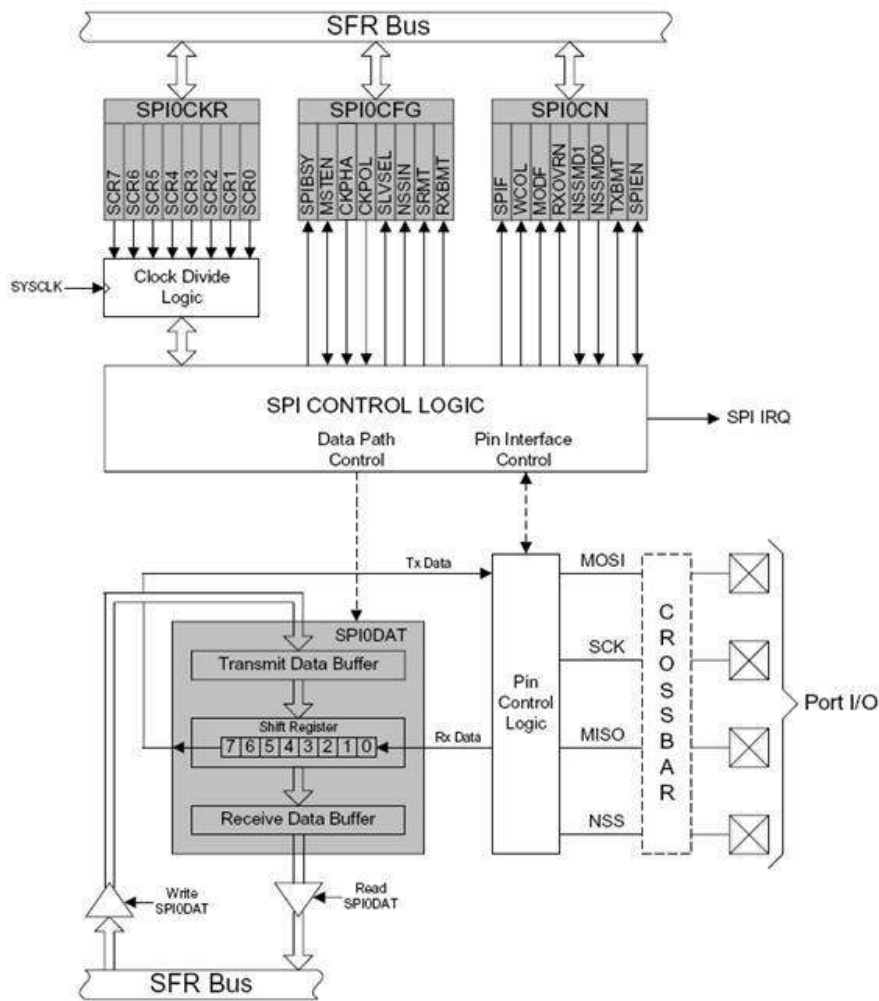 SFR Bus
SPI0CKR
SPI0CFG
SPI0CN
SCR7
SCR6
SCR5
SCR4
SCR3
SCR2
SCR1
SCR0
SPIBSY
MSTEN
CKPHA
CKPOL
SLVSEL
NSSIN
SRMT
RXBMT
SPIF
WCOL
MODF
RXOVRN
NSSMD1
NSSMD0
TXBMT
SPIEN
SYSCLK
Clock Divide
Logic
SPI CONTROL LOGIC
SPI IRQ
Data Path
Control
Pin Interface
Control
Tx Data
MOSI
SPI0DAT
Transmit Data Buffer
SCK
Shift Register
7 6 5 4 3 2 1 0
Rx Data
Pin
Control
Logic
MISO
CROSSBAR
Port I/O
Receive Data Buffer
NSS
Write
SPI0DAT
Read
SPI0DAT
SFR Bus